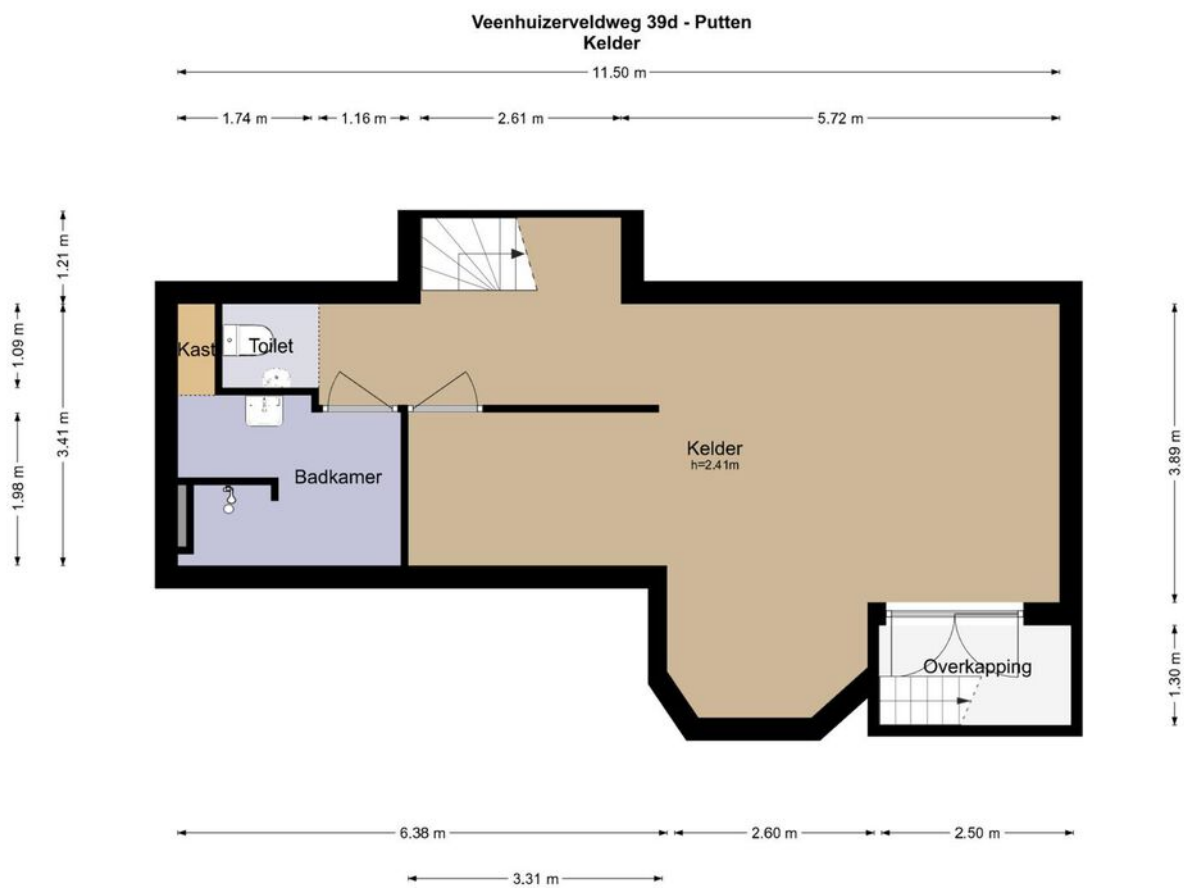 Veenhuizerveldweg 39d - Putten
Kelder
11.50 m
1.74 m
1.16 m
2.61 m
5.72 m
1.21 m
1.09 m
3.41 m
1.98 m
3.89 m
1.30 m
Kast
Toilet
Kelder
h=2.41m
Badkamer
Overkapping
6.38 m
2.60 m
2.50 m
3.31 m